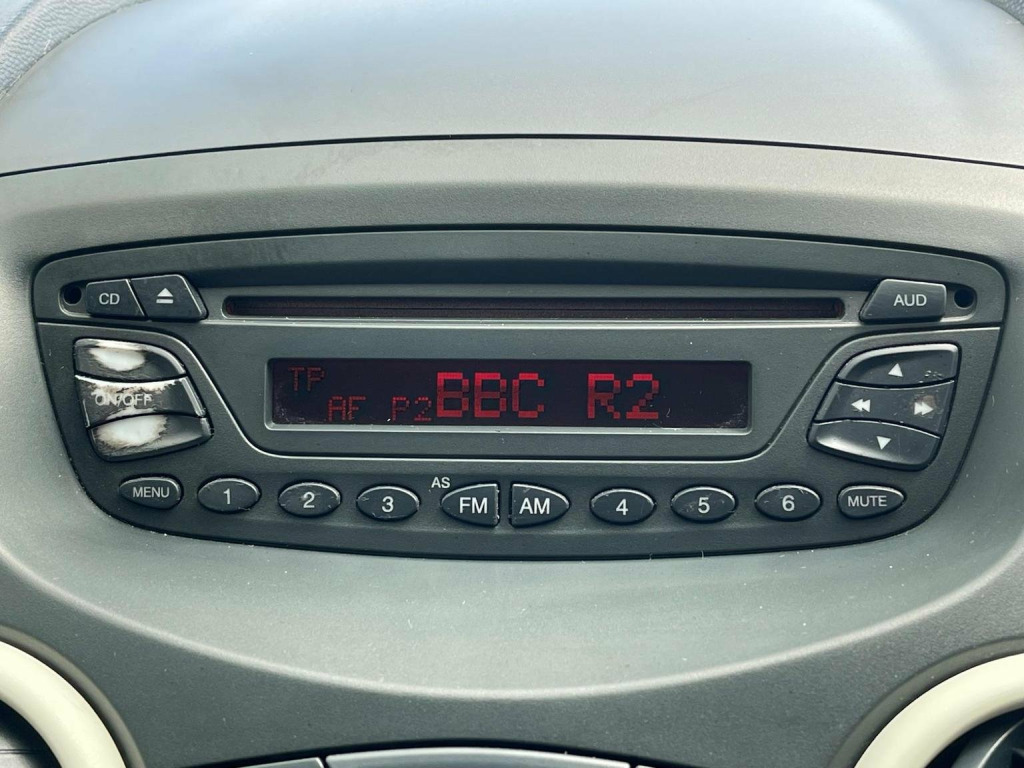 CD
AUD
TP
AF P2 BBC R2
ON/OFF
MENU 1 2 3 AS FM AM 4 5 6 MUTE